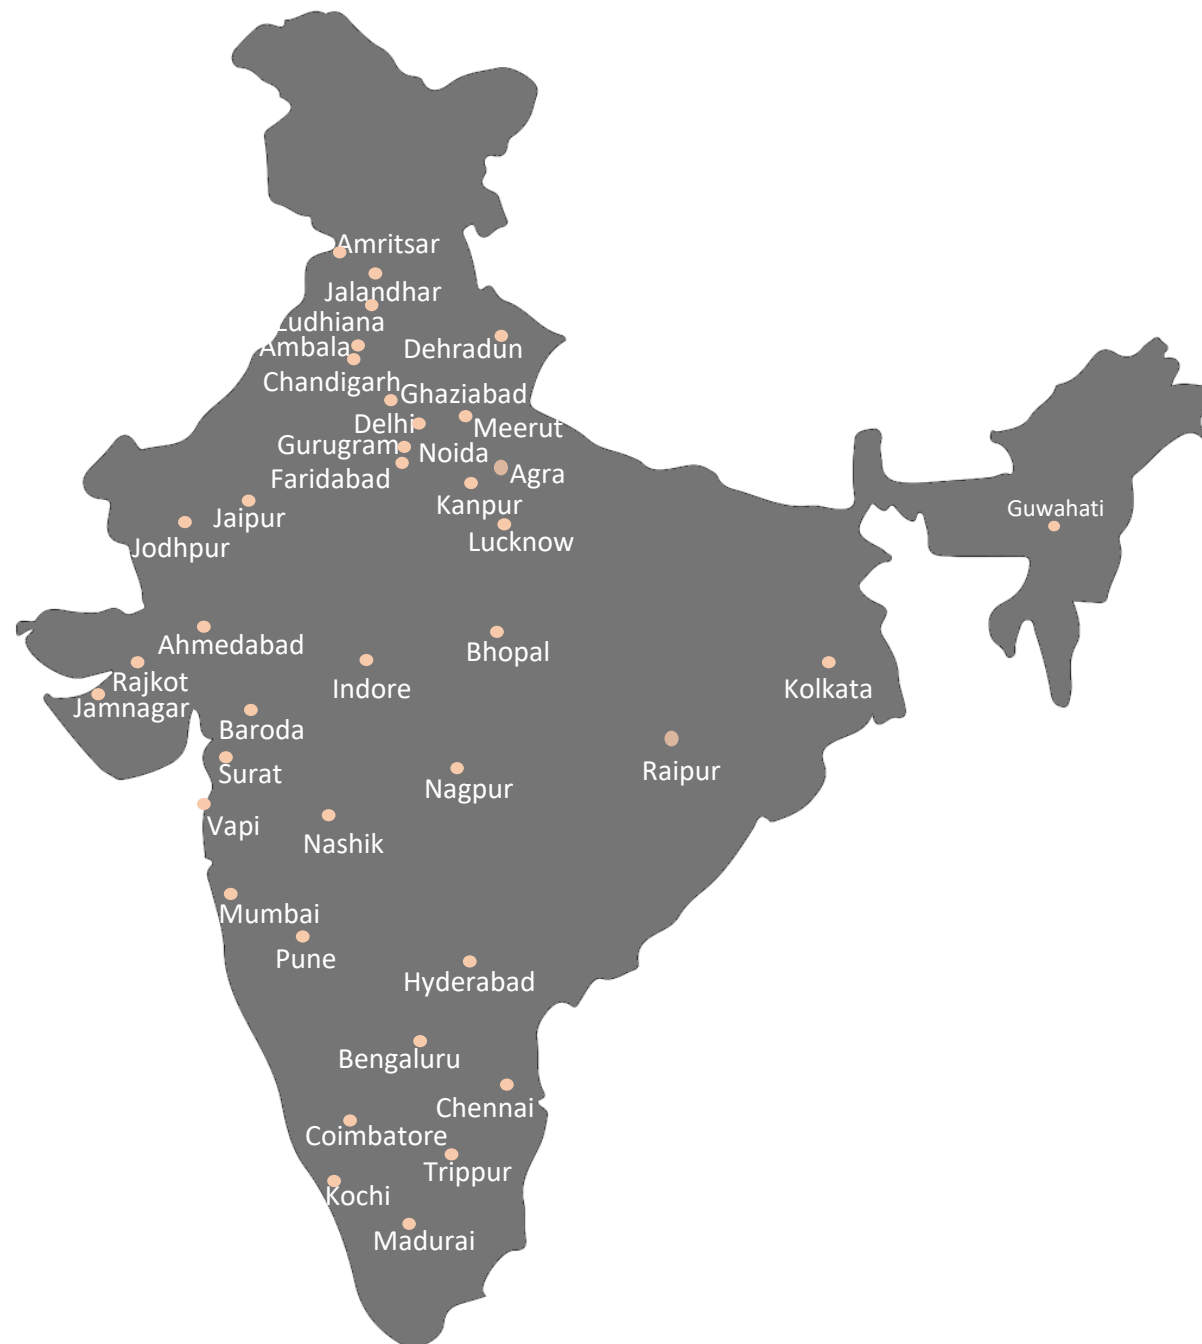 Amritsar
Jalandhar
Ludhiana
Ambala
Dehradun
Chandigarh
Ghaziabad
Delhi
Meerut
Gurugram
Noida
Faridabad
Agra
Kanpur
Jaipur
Guwahati
Jodhpur
Lucknow
Ahmedabad
Bhopal
Rajkot
Indore
Kolkata
Jamnagar
Baroda
Surat
Nagpur
Raipur
Vapi
Nashik
Mumbai
Pune
Hyderabad
Bengaluru
Chennai
Coimbatore
Trippur
Kochi
Madurai